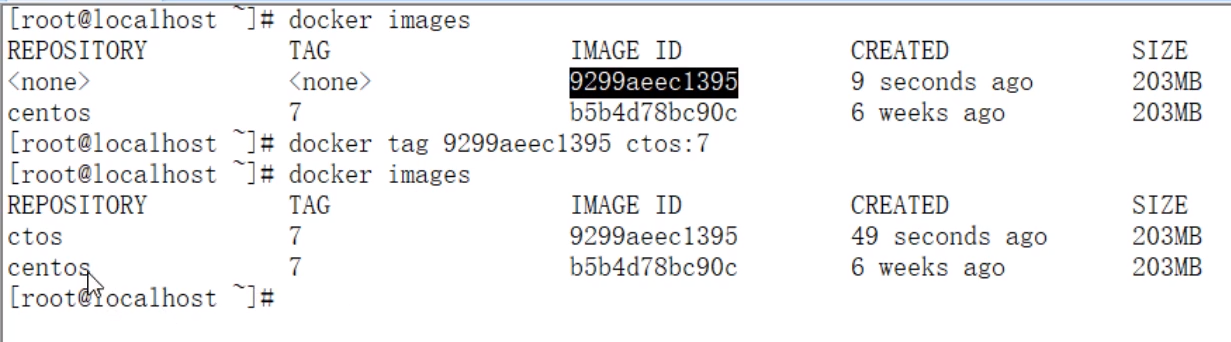 [root@localhost ~]# docker images
REPOSITORY TAG IMAGE ID CREATED SIZE
<none> <none> 9299aeec1395 9 seconds ago 203MB
centos 7 b5b4d78bc90c 6 weeks ago 203MB
[root@localhost ~]# docker tag 9299aeec1395 ctos:7
[root@localhost ~]# docker images
REPOSITORY TAG IMAGE ID CREATED SIZE
ctos 7 9299aeec1395 49 seconds ago 203MB
centos 7 b5b4d78bc90c 6 weeks ago 203MB
[root@localhost ~]#